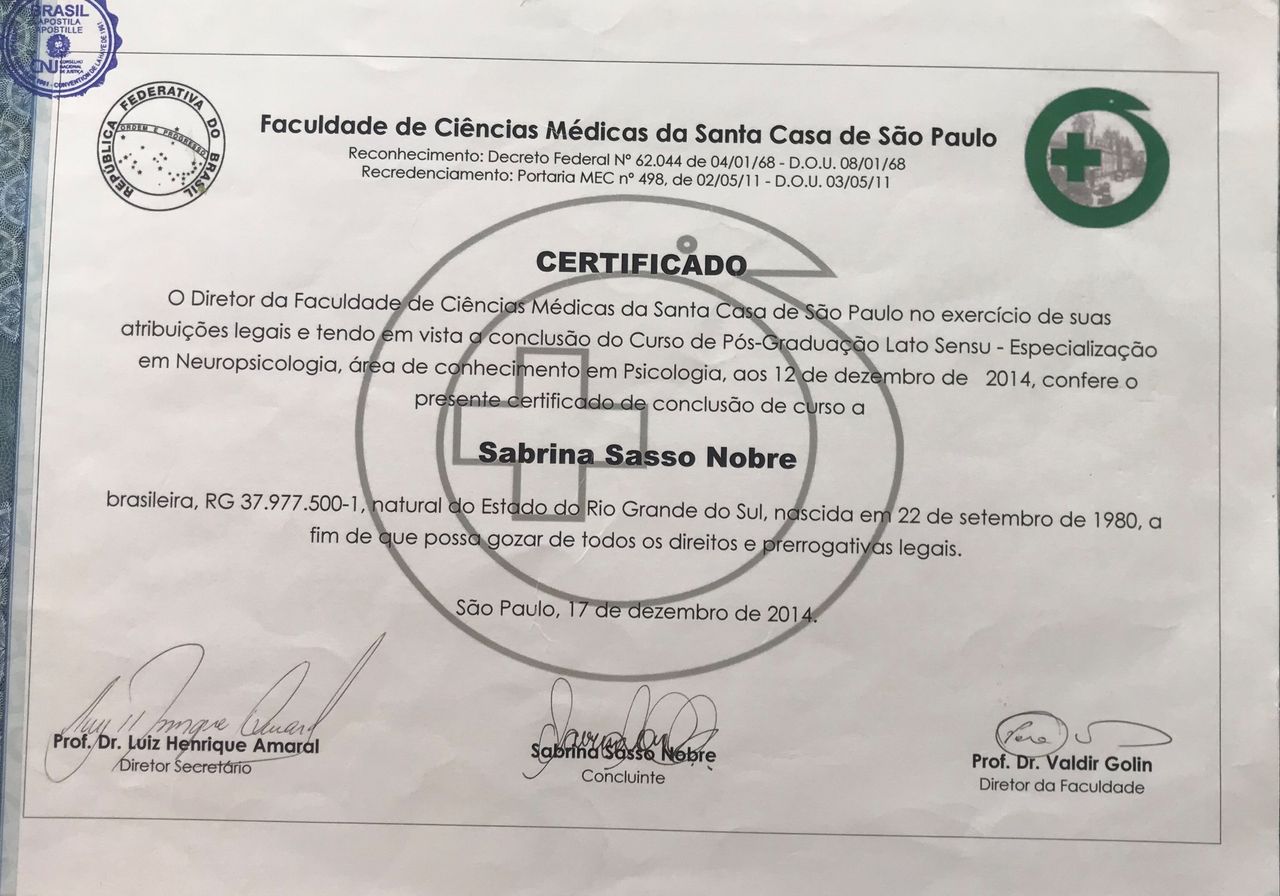 BRASIL
APOSTILA
APOSTILLE
CNJ CONSELHO NACIONAL DE JUSTIÇA
REPÚBLICA FEDERATIVA DO BRASIL
ORDEM E PROGRESSO
Faculdade de Ciências Médicas da Santa Casa de São Paulo
Reconhecimento: Decreto Federal Nº 62.044 de 04/01/68 - D.O.U. 08/01/68
Recredenciamento: Portaria MEC nº 498, de 02/05/11 - D.O.U. 03/05/11
CERTIFICADO
O Diretor da Faculdade de Ciências Médicas da Santa Casa de São Paulo no exercício de suas
atribuições legais e tendo em vista a conclusão do Curso de Pós-Graduação Lato Sensu - Especialização
em Neuropsicologia, área de conhecimento em Psicologia, aos 12 de dezembro de 2014, confere o
presente certificado de conclusão de curso a
Sabrina Sasso Nobre
brasileira, RG 37.977.500-1, natural do Estado do Rio Grande do Sul, nascida em 22 de setembro de 1980, a
fim de que possa gozar de todos os direitos e prerrogativas legais.
São Paulo, 17 de dezembro de 2014.
Prof. Dr. Luiz Henrique Amaral
Diretor Secretário
Sabrina Sasso Nobre
Concluinte
Prof. Dr. Valdir Golin
Diretor da Faculdade